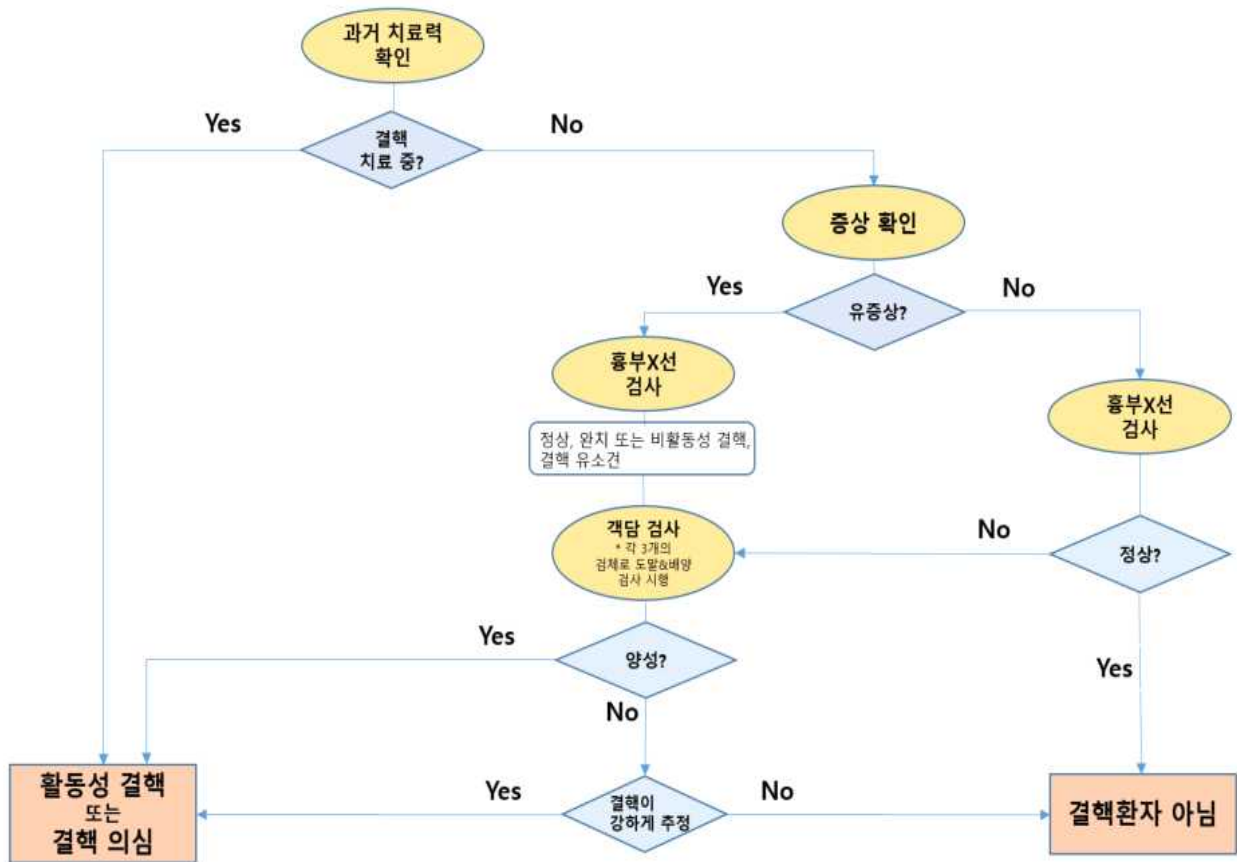 과거 치료력
확인
Yes
No
결핵
치료 중?
증상 확인
Yes
No
유증상?
흉부X선
검사
흉부X선
검사
정상, 완치 또는 비활동성 결핵,
결핵 유소견
객담 검사
* 각 3개의
검체로 도말&배양
검사 시행
No
정상?
Yes
양성?
Yes
No
활동성 결핵
또는
결핵 의심
Yes
결핵이
강하게 추정
No
결핵환자 아님